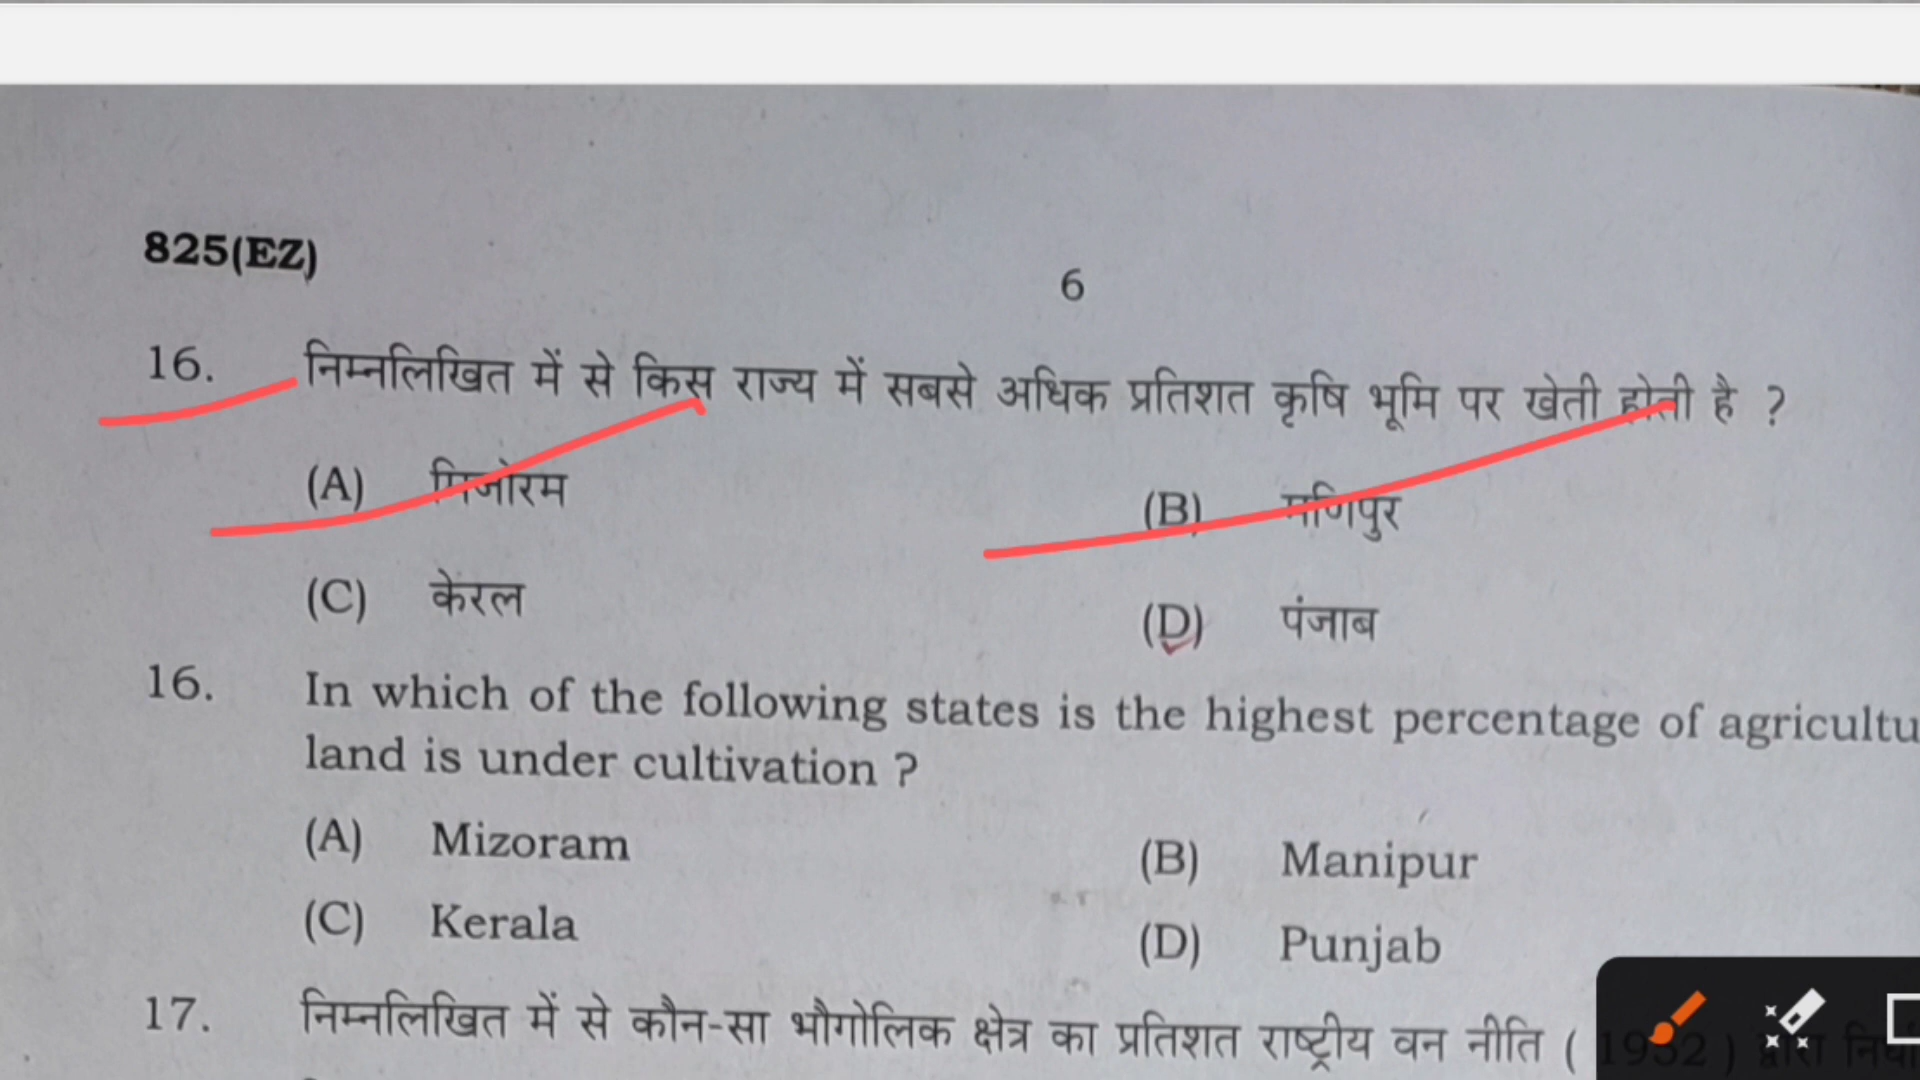 825(EZ)
6
16. निम्नलिखित में से किस राज्य में सबसे अधिक प्रतिशत कृषि भूमि पर खेती होती है ?
(A) मिजोरम (B) मणिपुर
(C) केरल (D) पंजाब
16. In which of the following states is the highest percentage of agricultu
land is under cultivation ?
(A) Mizoram (B) Manipur
(C) Kerala (D) Punjab
17. निम्नलिखित में से कौन-सा भौगोलिक क्षेत्र का प्रतिशत राष्ट्रीय वन नीति ( 1952 ) द्वारा